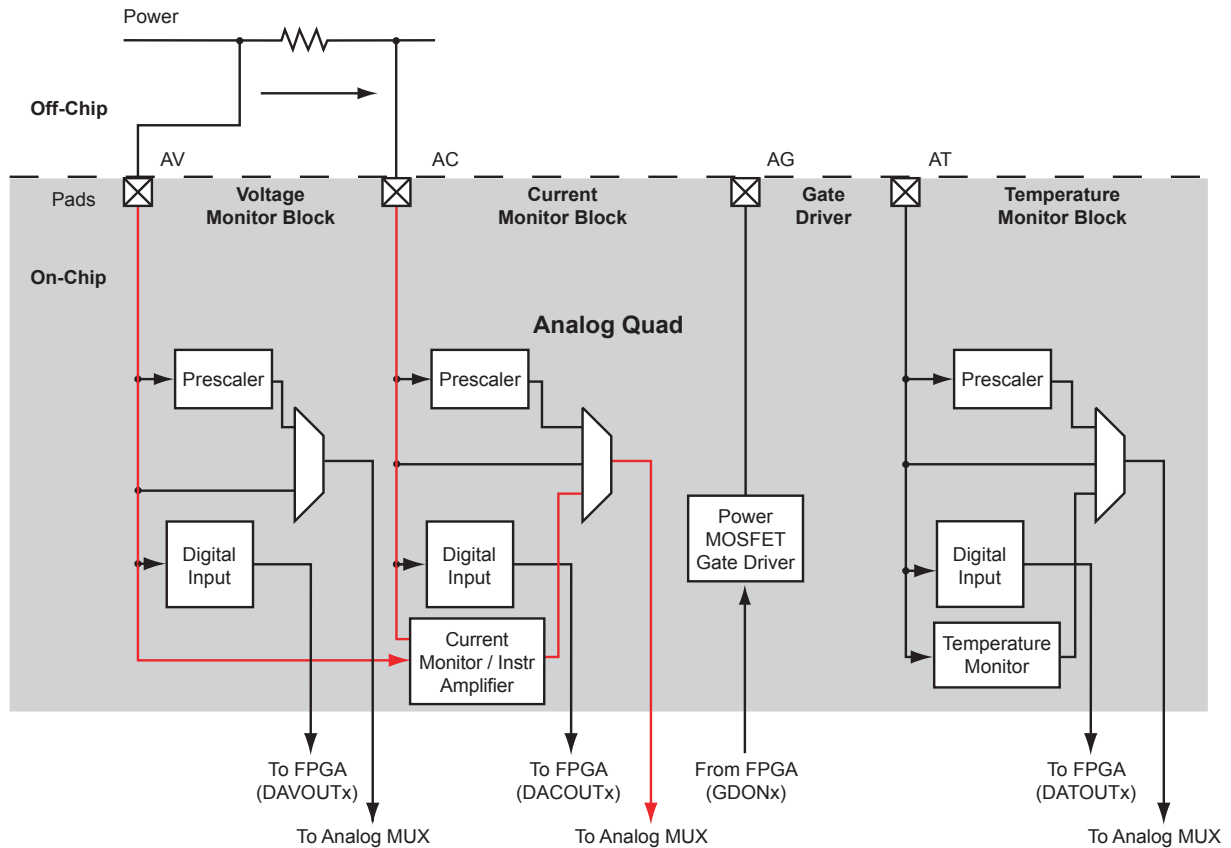 Power
Off-Chip
AV
AC
AG
AT
Pads
Voltage
Monitor Block
Current
Monitor Block
Gate
Driver
Temperature
Monitor Block
On-Chip
Analog Quad
Prescaler
Prescaler
Prescaler
Power
MOSFET
Gate Driver
Digital
Input
Digital
Input
Digital
Input
Current
Monitor / Instr
Amplifier
Temperature
Monitor
To FPGA
(DAVOUTx)
To FPGA
(DACOUTx)
From FPGA
(GDONx)
To FPGA
(DATOUTx)
To Analog MUX
To Analog MUX
To Analog MUX